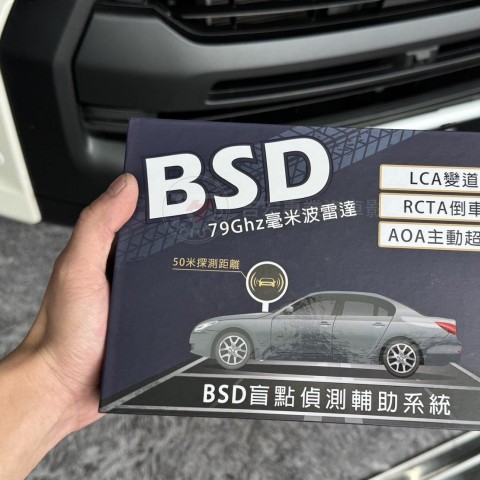 BSD
79Ghz毫米波雷達
LCA變道
RCTA倒車
AOA主動超
50米探測距離
BSD盲點偵測輔助系統